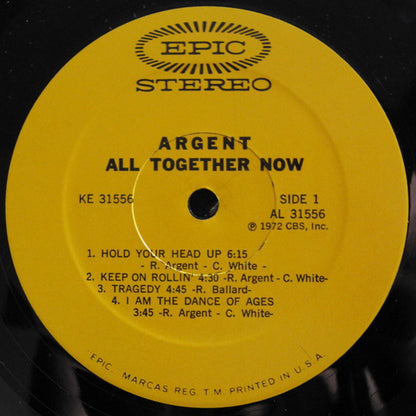 EPIC
STEREO
ARGENT
ALL TOGETHER NOW
KE 31556
SIDE 1
AL 31556
℗ 1972 CBS, Inc.
1. HOLD YOUR HEAD UP 6:15
- R. Argent - C. White -
2. KEEP ON ROLLIN' 4:30 -R. Argent - C. White-
3. TRAGEDY 4:45 -R. Ballard-
4. I AM THE DANCE OF AGES
3:45 -R. Argent - C. White-
EPIC. MARCAS REG. T.M. PRINTED IN U.S.A.